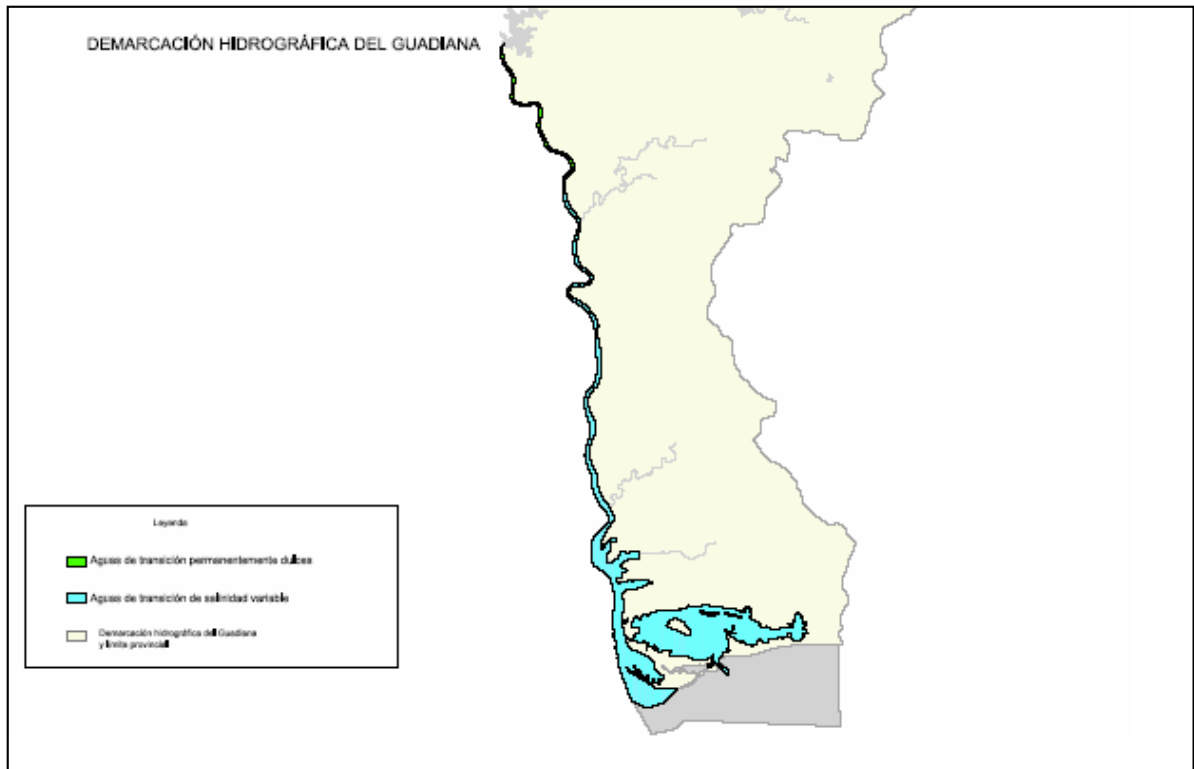 DEMARCACIÓN HIDROGRÁFICA DEL GUADIANA
Leyenda
Aguas de transición permanentemente dulces
Aguas de transición de salinidad variable
Demarcación hidrográfica del Guadiana
y límite provincial